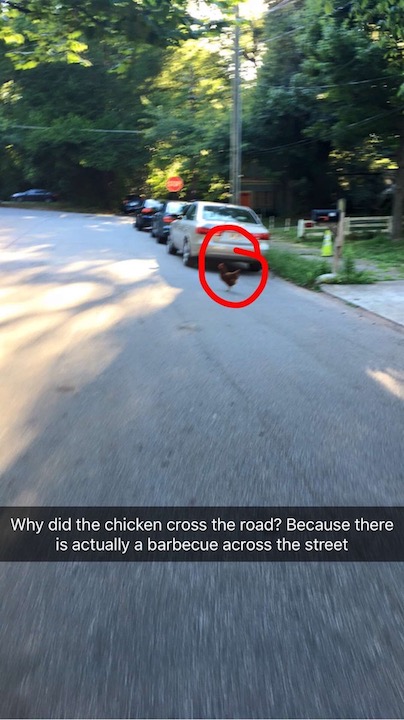 Why did the chicken cross the road? Because there
is actually a barbecue across the street